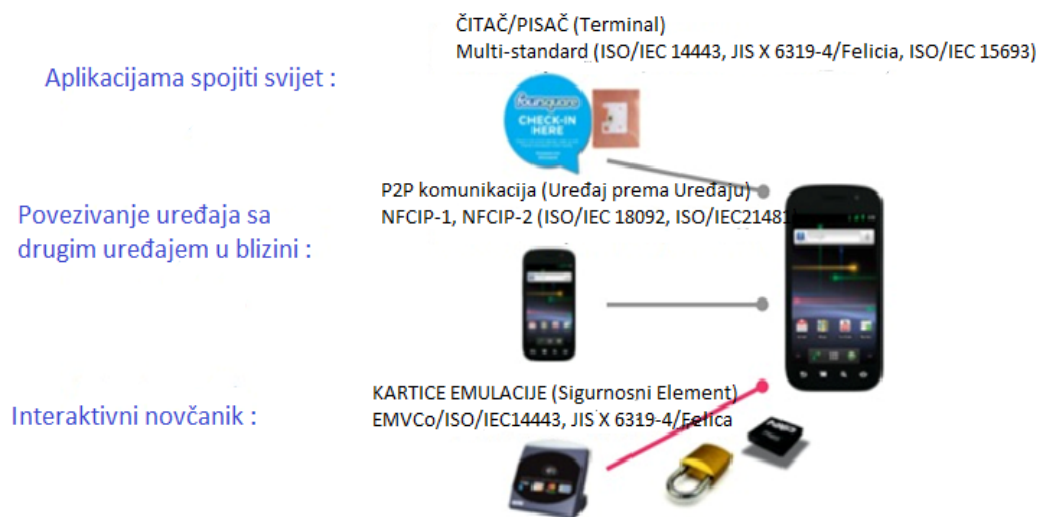 ČITAČ/PISAČ (Terminal)
Multi-standard (ISO/IEC 14443, JIS X 6319-4/Felicia, ISO/IEC 15693)
Aplikacijama spojiti svijet :
foursquare
CHECK-IN
HERE
P2P komunikacija (Uređaj prema Uređaju)
NFCIP-1, NFCIP-2 (ISO/IEC 18092, ISO/IEC21481)
Povezivanje uređaja sa
drugim uređajem u blizini :
KARTICE EMULACIJE (Sigurnosni Element)
EMVCo/ISO/IEC14443, JIS X 6319-4/Felica
Interaktivni novčanik :